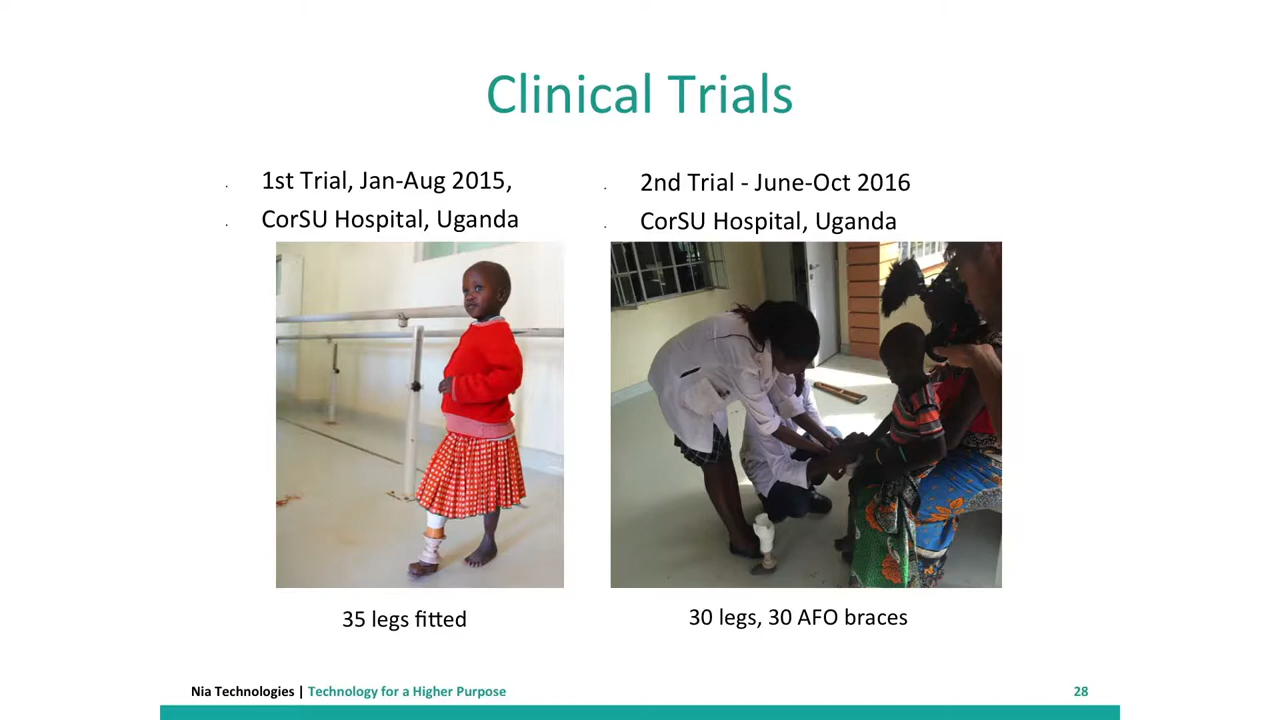 Clinical Trials
1st Trial, Jan-Aug 2015,
CorSU Hospital, Uganda
2nd Trial - June-Oct 2016
CorSU Hospital, Uganda
35 legs fitted
30 legs, 30 AFO braces
Nia Technologies | Technology for a Higher Purpose
28